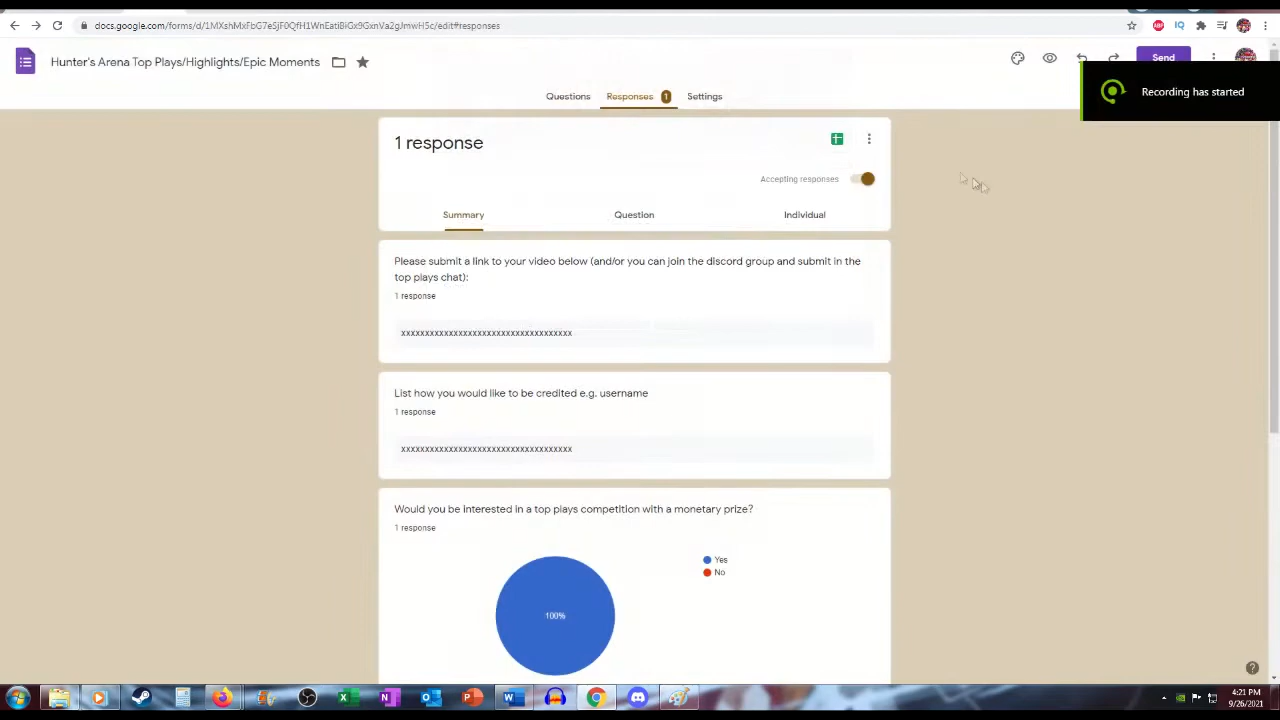 docs.google.com/forms/d/1MXshMxFbG7eSjF0QfH1WnEati8iGx9GxnVa2gJmwH5c/edit#responses
Hunter's Arena Top Plays/Highlights/Epic Moments
Send
Recording has started
Questions
Responses 1
Settings
1 response
Accepting responses
Summary
Question
Individual
Please submit a link to your video below (and/or you can join the discord group and submit in the
top plays chat):
1 response
xxxxxxxxxxxxxxxxxxxxxxxxxxxxxxxxxxx
List how you would like to be credited e.g. username
1 response
xxxxxxxxxxxxxxxxxxxxxxxxxxxxxxxxxxx
Would you be interested in a top plays competition with a monetary prize?
1 response
Yes
No
100%
4:21 PM
9/26/2021